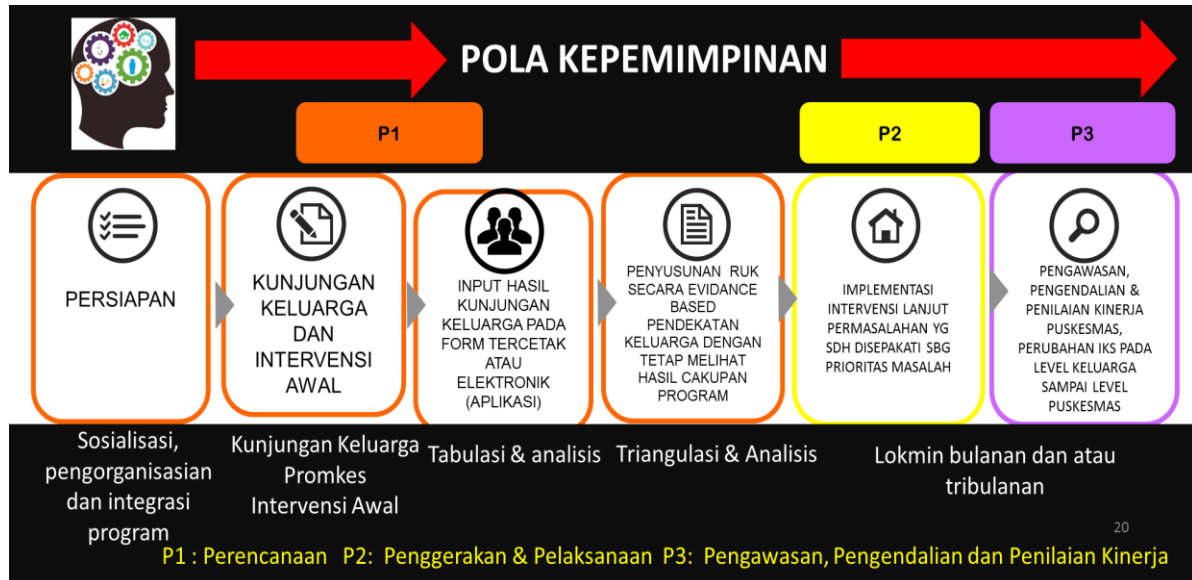 POLA KEPEMIMPINAN
P1
P2
P3
PERSIAPAN
KUNJUNGAN
KELUARGA
DAN
INTERVENSI
AWAL
INPUT HASIL
KUNJUNGAN
KELUARGA PADA
FORM TERCETAK
ATAU
ELEKTRONIK
(APLIKASI)
PENYUSUNAN RUK
SECARA EVIDANCE
BASED
PENDEKATAN
KELUARGA DENGAN
TETAP MELIHAT
HASIL CAKUPAN
PROGRAM
IMPLEMENTASI
INTERVENSI LANJUT
PERMASALAHAN YG
SDH DISEPAKATI SBG
PRIORITAS MASALAH
PENGAWASAN,
PENGENDALIAN &
PENILAIAN KINERJA
PUSKESMAS,
PERUBAHAN IKS PADA
LEVEL KELUARGA
SAMPAI LEVEL
PUSKESMAS
Sosialisasi,
pengorganisasian
dan integrasi
program
Kunjungan Keluarga
Promkes
Intervensi Awal
Tabulasi & analisis
Triangulasi & Analisis
Lokmin bulanan dan atau
tribulanan
20
P1 : Perencanaan P2: Penggerakan & Pelaksanaan P3: Pengawasan, Pengendalian dan Penilaian Kinerja